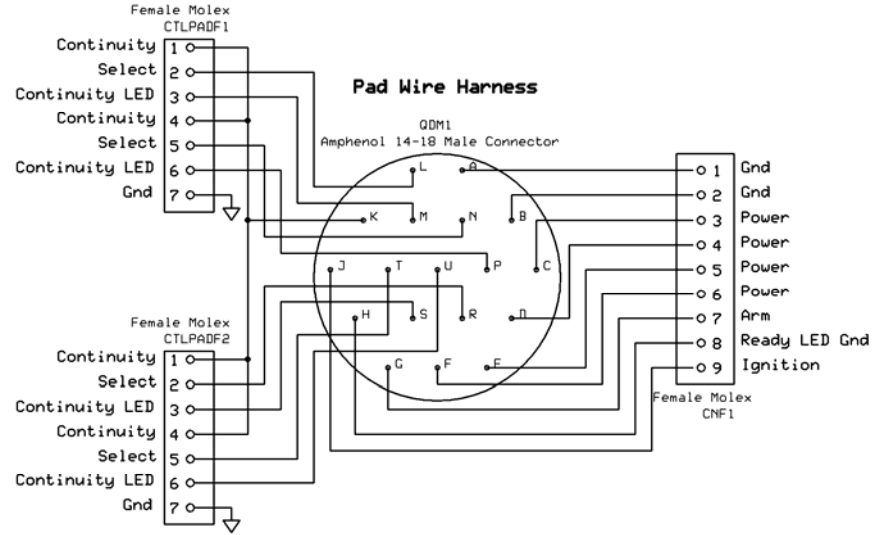 Female Molex
CTLPADF1
Continuity 1
Select 2
Continuity LED 3
Continuity 4
Select 5
Continuity LED 6
Gnd 7
Pad Wire Harness
QDM1
Amphenol 14-18 Male Connector
L A
K M N B
J T U P C
H S R D
G F E
1 Gnd
2 Gnd
3 Power
4 Power
5 Power
6 Power
7 Arm
8 Ready LED Gnd
9 Ignition
Female Molex
CNF1
Female Molex
CTLPADF2
Continuity 1
Select 2
Continuity LED 3
Continuity 4
Select 5
Continuity LED 6
Gnd 7